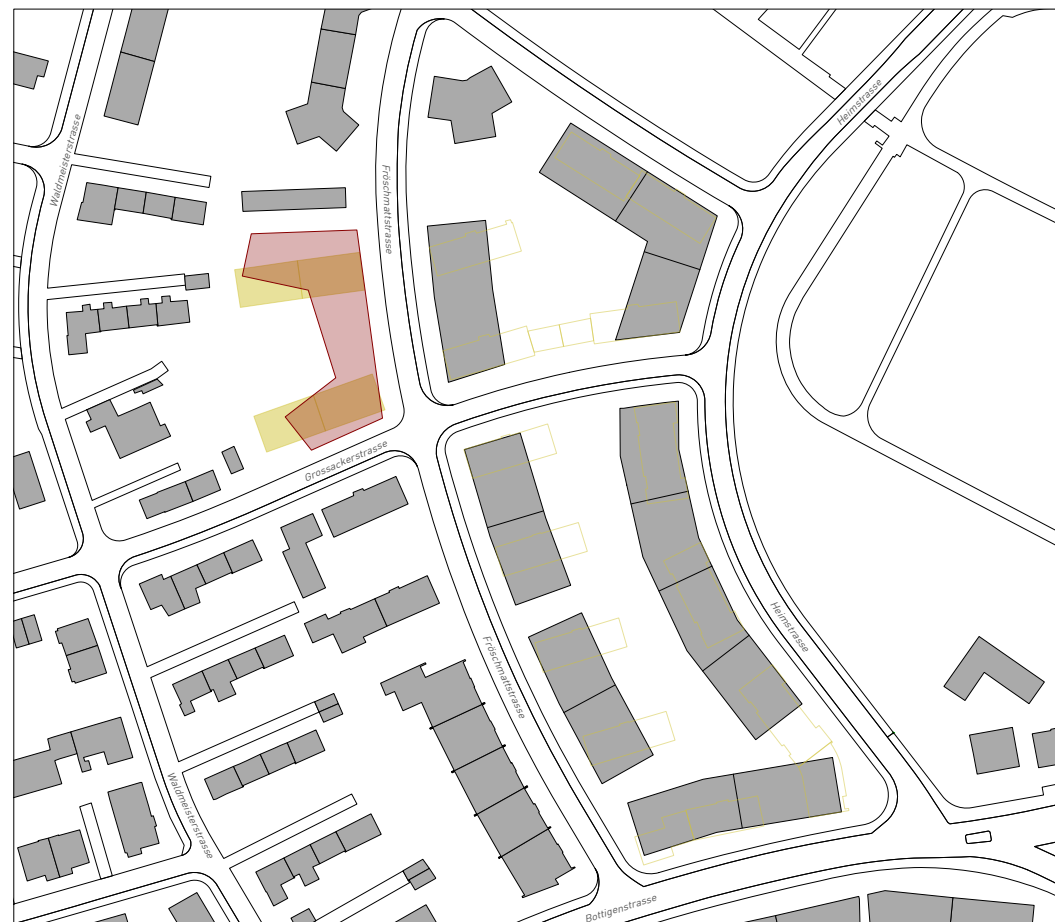 Heimstrasse
Waldmeisterstrasse
Fröschmattstrasse
Grossackerstrasse
Heimstrasse
Fröschmattstrasse
Waldmeisterstrasse
Bottigenstrasse